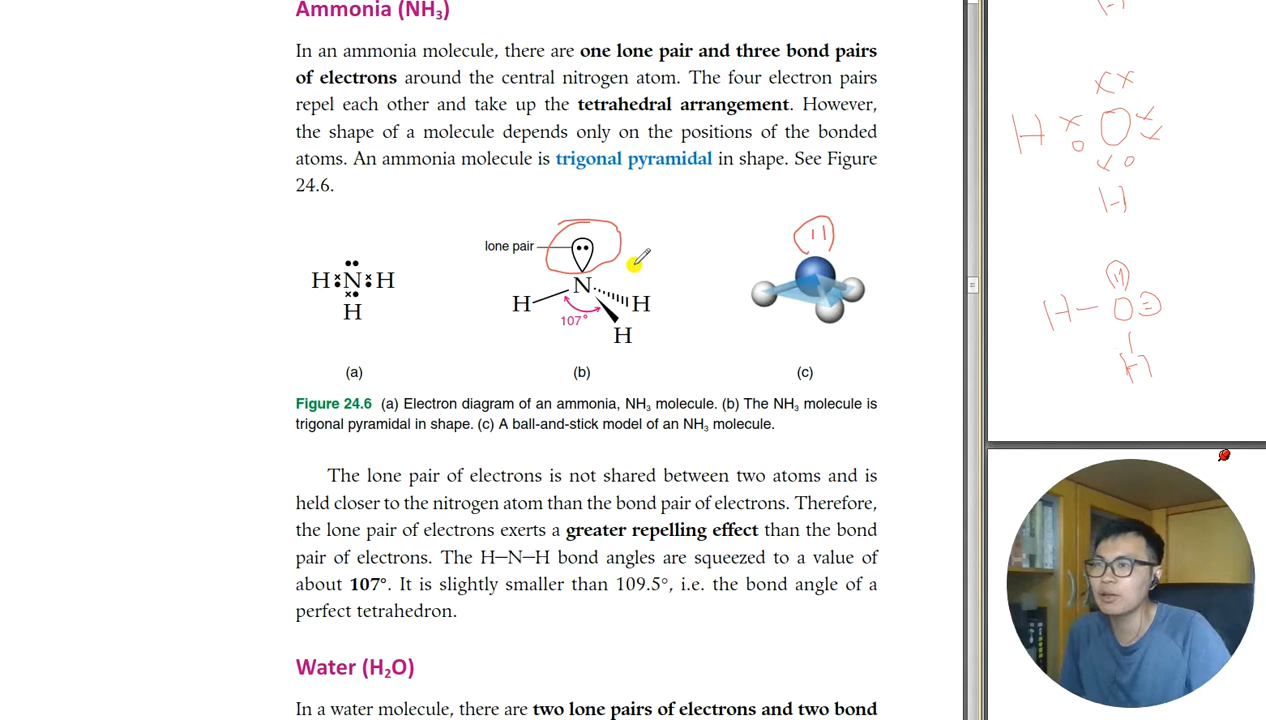 Ammonia (NH₃)
In an ammonia molecule, there are one lone pair and three bond pairs
of electrons around the central nitrogen atom. The four electron pairs
repel each other and take up the tetrahedral arrangement. However,
the shape of a molecule depends only on the positions of the bonded
atoms. An ammonia molecule is trigonal pyramidal in shape. See Figure
24.6.
lone pair
H N H
H
N
H
H
H
107°
(a)
(b)
(c)
Figure 24.6 (a) Electron diagram of an ammonia, NH₃ molecule. (b) The NH₃ molecule is
trigonal pyramidal in shape. (c) A ball-and-stick model of an NH₃ molecule.
The lone pair of electrons is not shared between two atoms and is
held closer to the nitrogen atom than the bond pair of electrons. Therefore,
the lone pair of electrons exerts a greater repelling effect than the bond
pair of electrons. The H–N–H bond angles are squeezed to a value of
about 107°. It is slightly smaller than 109.5°, i.e. the bond angle of a
perfect tetrahedron.
Water (H₂O)
In a water molecule, there are two lone pairs of electrons and two bond
H
xx
H x O x
o x
x o
H
H – O
H